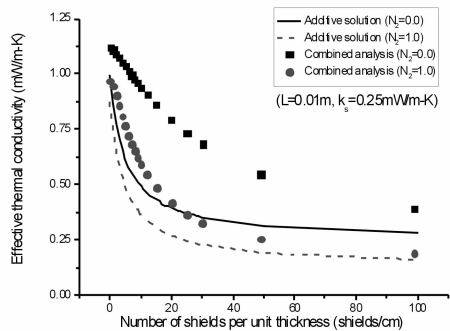 Effective thermal conductivity (mW/m-K)
1.25
1.00
0.75
0.50
0.25
0.00
0
20
40
60
80
100
Number of shields per unit thickness (shields/cm)
Additive solution (N2=0.0)
Additive solution (N2=1.0)
Combined analysis (N2=0.0)
Combined analysis (N2=1.0)
(L=0.01m, ks=0.25mW/m-K)